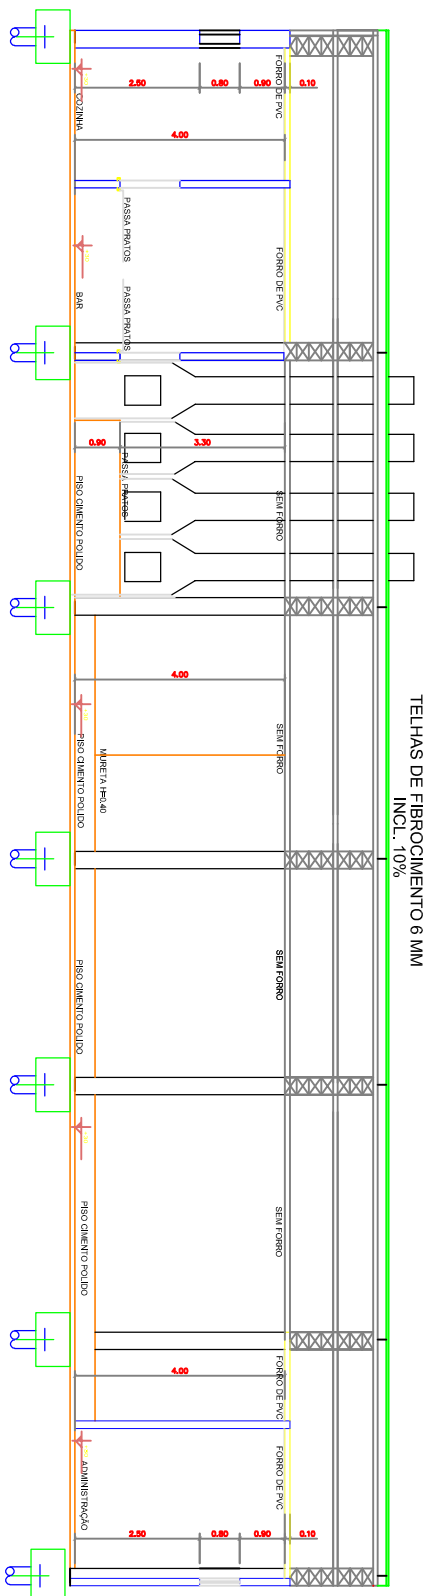 TELHAS DE FIBROCIMENTO 6 MM
INCL. 10%
FORRO DE PVC
2.50
0.80
0.90
0.10
COZINHA
4.00
PASSA PRATOS
FORRO DE PVC
BAR
PASSA PRATOS
0.90
3.30
PASSA PRATOS
PISO CIMENTO POLIDO
SEM FORRO
4.00
SEM FORRO
MURETA H=0.40
PISO CIMENTO POLIDO
SEM FORRO
PISO CIMENTO POLIDO
SEM FORRO
PISO CIMENTO POLIDO
4.00
FORRO DE PVC
FORRO DE PVC
ADMINISTRAÇÃO
2.50
0.80
0.90
0.10